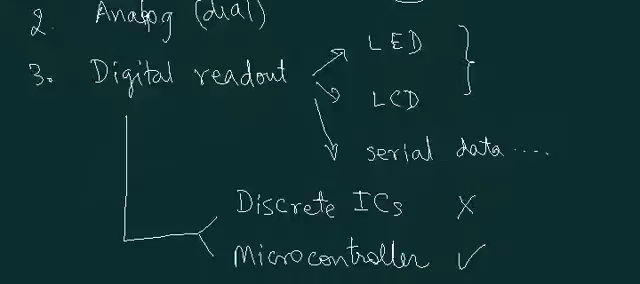 2. Analog (dial)
3. Digital readout LED
LCD
serial data ....
Discrete ICs X
Microcontroller ✓